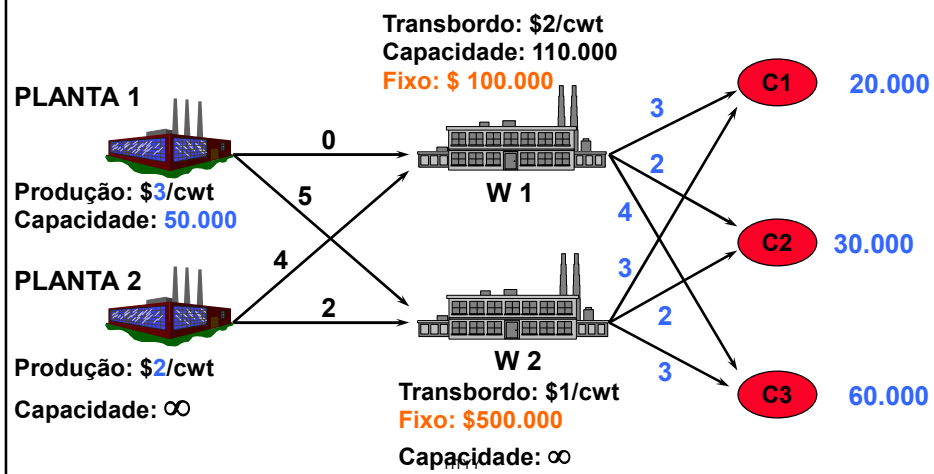 Transbordo: $2/cwt
Capacidade: 110.000
Fixo: $ 100.000
PLANTA 1
C1
20.000
3
0
2
W 1
Produção: $3/cwt
Capacidade: 50.000
5
4
C2
30.000
4
3
PLANTA 2
2
2
W 2
3
Produção: $2/cwt
Transbordo: $1/cwt
C3
60.000
Capacidade: ∞
Fixo: $500.000
Capacidade: ∞